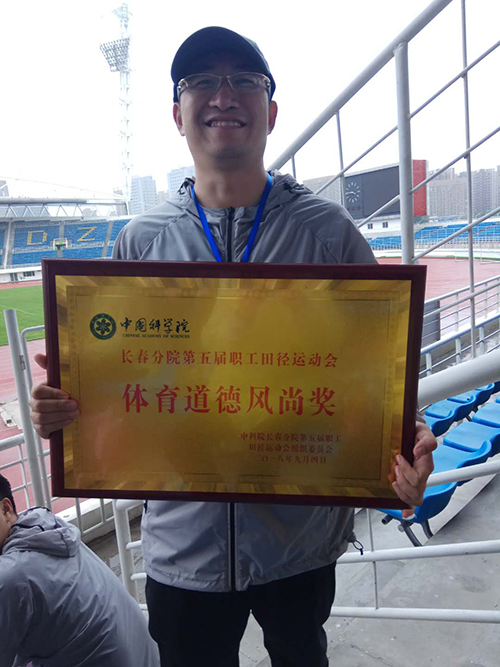 DZ
中国科学院
CHINESE ACADEMY OF SCIENCES
长春分院第五届职工田径运动会
体育道德风尚奖
中科院长春分院第五届职工
田径运动会组织委员会
二〇一八年九月四日